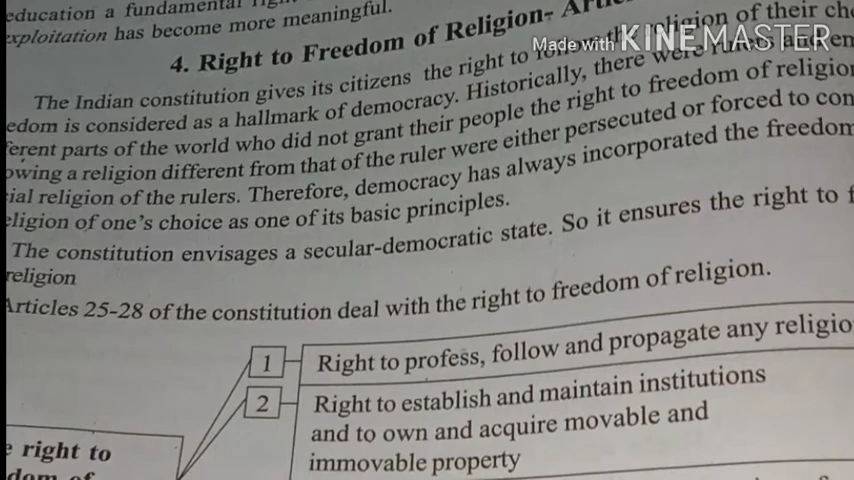 education a fundamental
exploitation has become more meaningful.
4. Right to Freedom of Religion-
Made with KINEMASTER
The Indian constitution gives its citizens the right to religion of their
edom is considered as a hallmark of democracy. Historically, there were
ferent parts of the world who did not grant their people the right to freedom of religion
owing a religion different from that of the ruler were either persecuted or forced to con
ial religion of the rulers. Therefore, democracy has always incorporated the freedom
eligion of one's choice as one of its basic principles.
The constitution envisages a secular-democratic state. So it ensures the right to f
religion
Articles 25-28 of the constitution deal with the right to freedom of religion.
1 Right to profess, follow and propagate any religio
2 Right to establish and maintain institutions
and to own and acquire movable and
immovable property
e right to
dom of